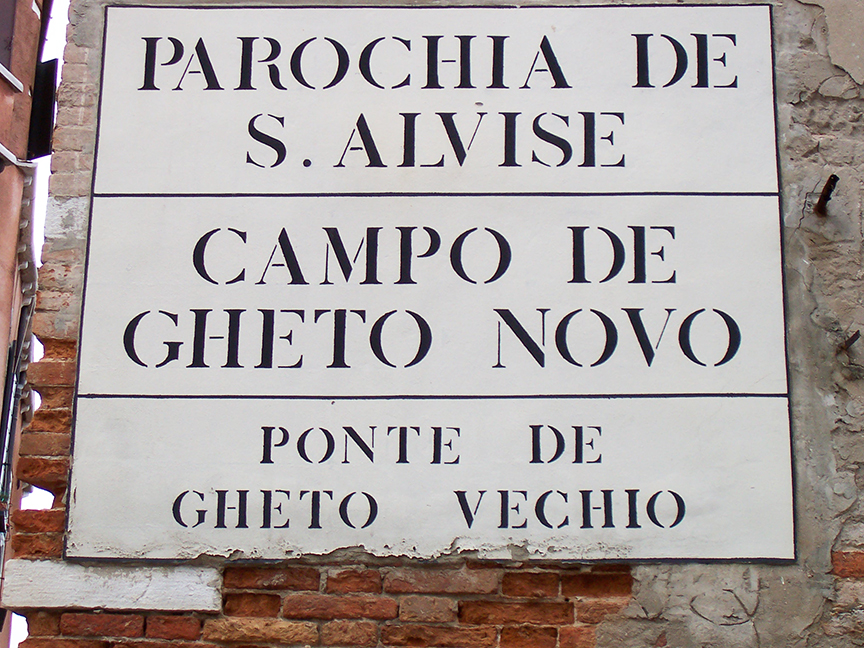 PAROCHIA DE
S. ALVISE
CAMPO DE
GHETO NOVO
PONTE DE
GHETO VECHIO